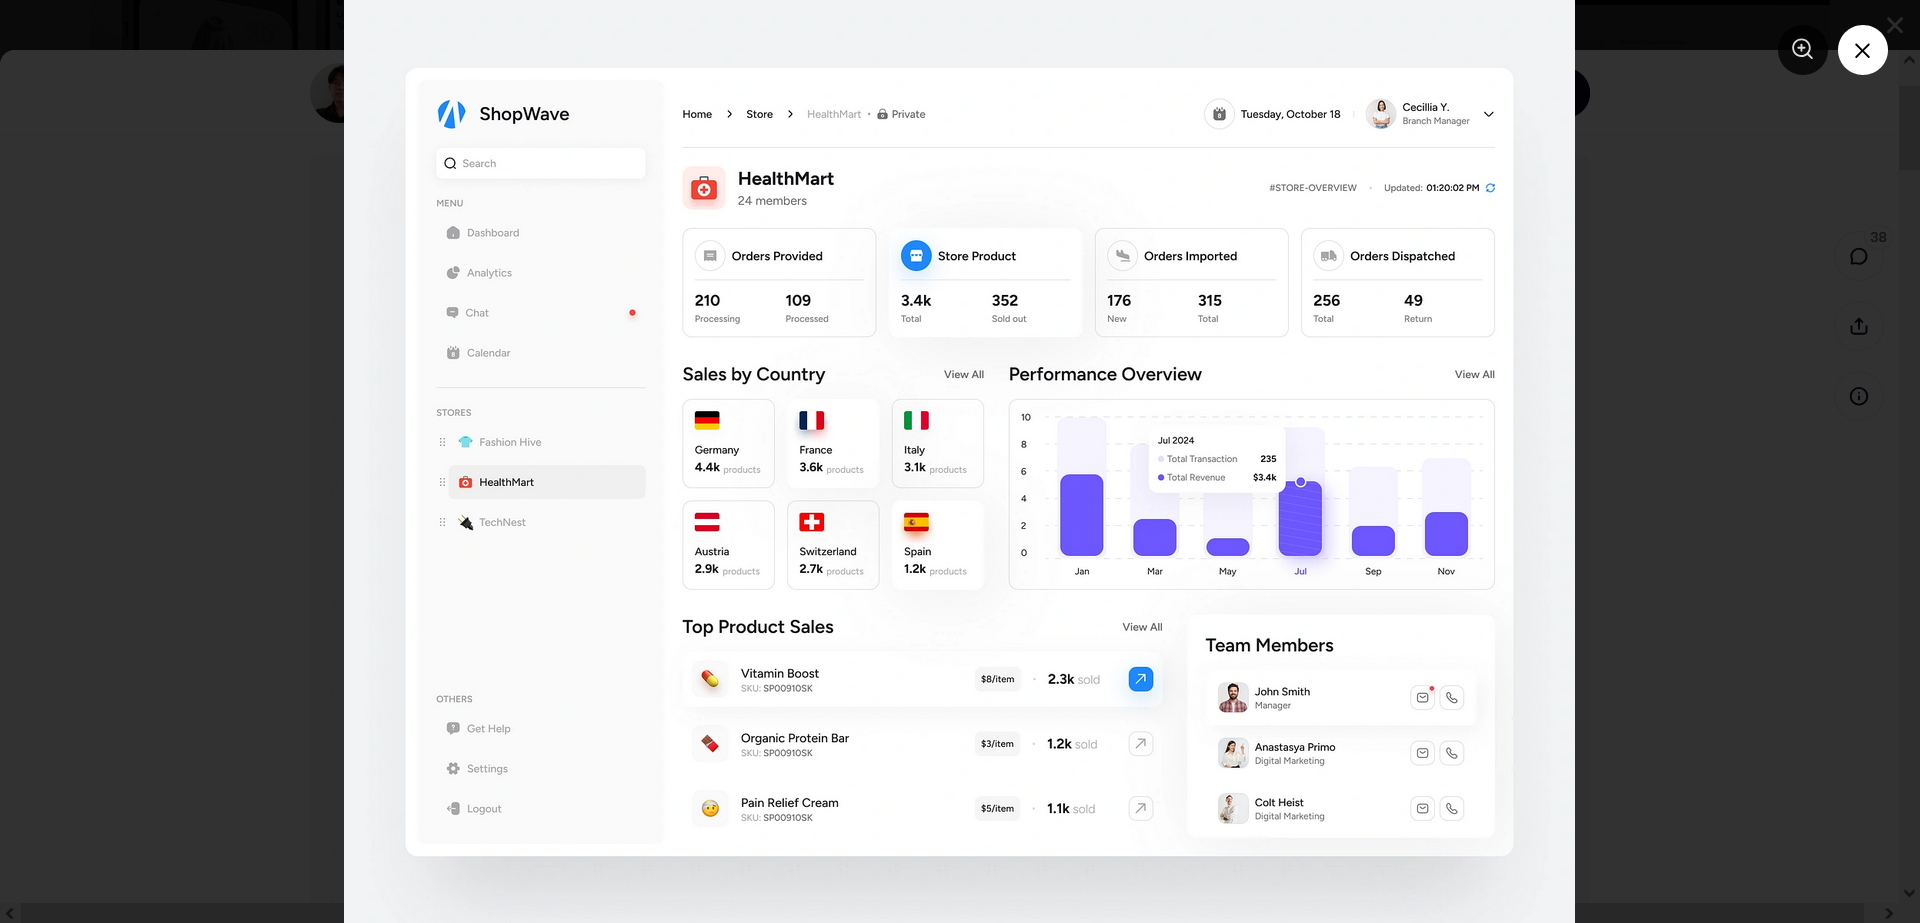 ShopWave
Search
MENU
Dashboard
Analytics
Chat
Calendar
STORES
Fashion Hive
HealthMart
TechNest
OTHERS
Get Help
Settings
Logout
Home > Store > HealthMart • Private
Tuesday, October 18
Cecillia Y.
Branch Manager
HealthMart
24 members
#STORE-OVERVIEW • Updated: 01:20:02 PM
Orders Provided
210 109
Processing Processed
Store Product
3.4k 352
Total Sold out
Orders Imported
176 315
New Total
Orders Dispatched
256 49
Total Return
Sales by Country View All
Germany
4.4k products
France
3.6k products
Italy
3.1k products
Austria
2.9k products
Switzerland
2.7k products
Spain
1.2k products
Performance Overview View All
10
8
6
4
2
0
Jul 2024
Total Transaction 235
Total Revenue $3.4k
Jan Mar May Jul Sep Nov
Top Product Sales View All
Vitamin Boost
SKU: SP00910SK
$8/item • 2.3k sold
Organic Protein Bar
SKU: SP00910SK
$3/item • 1.2k sold
Pain Relief Cream
SKU: SP00910SK
$5/item • 1.1k sold
Team Members
John Smith
Manager
Anastasya Primo
Digital Marketing
Colt Heist
Digital Marketing
38